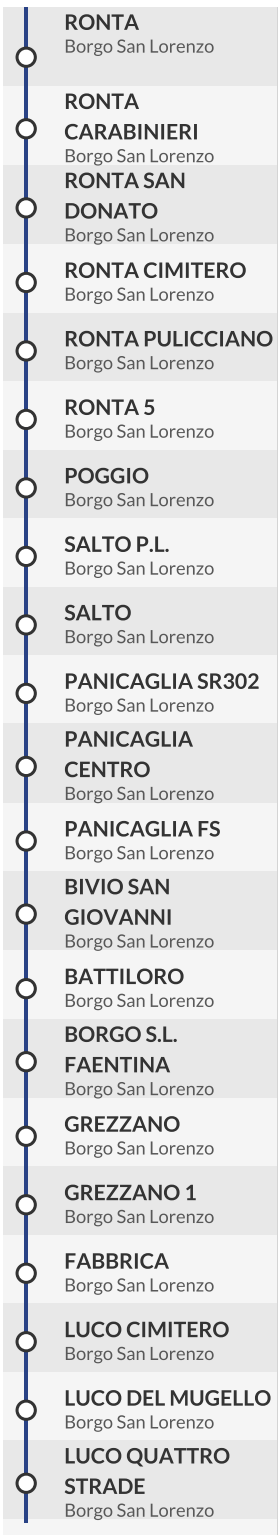 RONTA
Borgo San Lorenzo
RONTA
CARABINIERI
Borgo San Lorenzo
RONTA SAN
DONATO
Borgo San Lorenzo
RONTA CIMITERO
Borgo San Lorenzo
RONTA PULICCIANO
Borgo San Lorenzo
RONTA 5
Borgo San Lorenzo
POGGIO
Borgo San Lorenzo
SALTO P.L.
Borgo San Lorenzo
SALTO
Borgo San Lorenzo
PANICAGLIA SR302
Borgo San Lorenzo
PANICAGLIA
CENTRO
Borgo San Lorenzo
PANICAGLIA FS
Borgo San Lorenzo
BIVIO SAN
GIOVANNI
Borgo San Lorenzo
BATTILORO
Borgo San Lorenzo
BORGO S.L.
FAENTINA
Borgo San Lorenzo
GREZZANO
Borgo San Lorenzo
GREZZANO 1
Borgo San Lorenzo
FABBRICA
Borgo San Lorenzo
LUCO CIMITERO
Borgo San Lorenzo
LUCO DEL MUGELLO
Borgo San Lorenzo
LUCO QUATTRO
STRADE
Borgo San Lorenzo